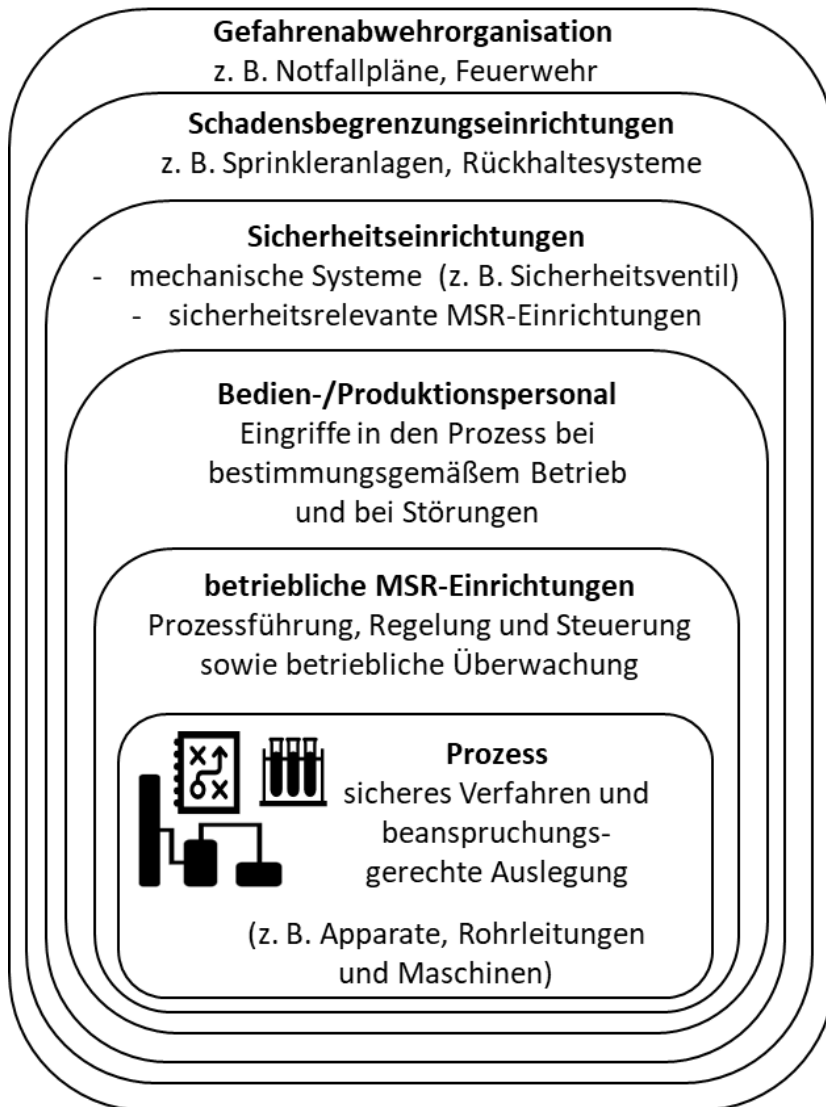 Gefahrenabwehrorganisation
z. B. Notfallpläne, Feuerwehr
Schadensbegrenzungseinrichtungen
z. B. Sprinkleranlagen, Rückhaltesysteme
Sicherheitseinrichtungen
- mechanische Systeme (z. B. Sicherheitsventil)
- sicherheitsrelevante MSR-Einrichtungen
Bedien-/Produktionspersonal
Eingriffe in den Prozess bei
bestimmungsgemäßem Betrieb
und bei Störungen
betriebliche MSR-Einrichtungen
Prozessführung, Regelung und Steuerung
sowie betriebliche Überwachung
Prozess
sicheres Verfahren und
beanspruchungs-
gerechte Auslegung
(z. B. Apparate, Rohrleitungen
und Maschinen)